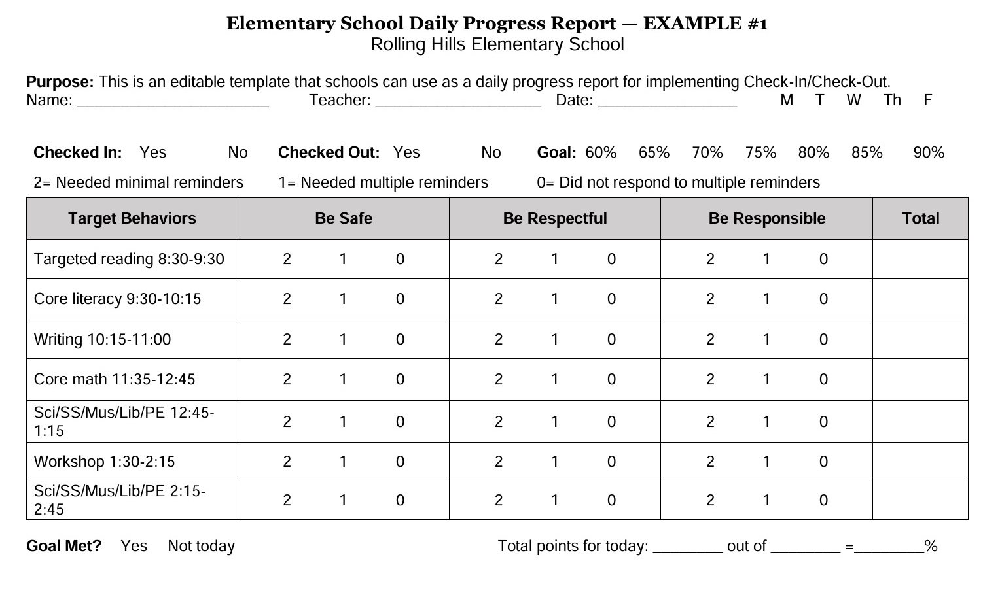 Elementary School Daily Progress Report — EXAMPLE #1
Rolling Hills Elementary School
Purpose: This is an editable template that schools can use as a daily progress report for implementing Check-In/Check-Out.
Name: ______________________ Teacher: ___________________ Date: ________________ M T W Th F
Checked In: Yes No Checked Out: Yes No Goal: 60% 65% 70% 75% 80% 85% 90%
2= Needed minimal reminders 1= Needed multiple reminders 0= Did not respond to multiple reminders
Target Behaviors Be Safe Be Respectful Be Responsible Total
Targeted reading 8:30-9:30 2 1 0 2 1 0 2 1 0
Core literacy 9:30-10:15 2 1 0 2 1 0 2 1 0
Writing 10:15-11:00 2 1 0 2 1 0 2 1 0
Core math 11:35-12:45 2 1 0 2 1 0 2 1 0
Sci/SS/Mus/Lib/PE 12:45-
1:15 2 1 0 2 1 0 2 1 0
Workshop 1:30-2:15 2 1 0 2 1 0 2 1 0
Sci/SS/Mus/Lib/PE 2:15-
2:45 2 1 0 2 1 0 2 1 0
Goal Met? Yes Not today Total points for today: ________ out of ________ =________%